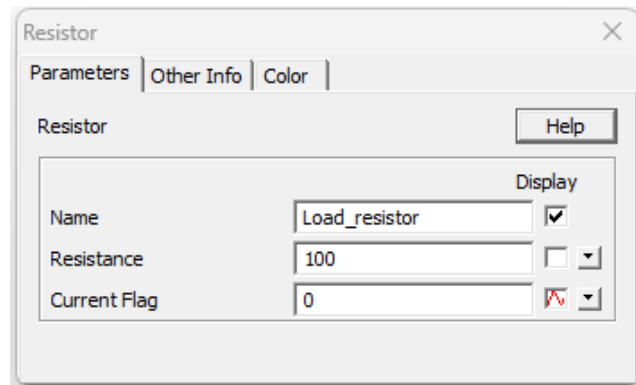 Resistor
Parameters Other Info Color
Resistor Help
Display
Name Load_resistor
Resistance 100
Current Flag 0